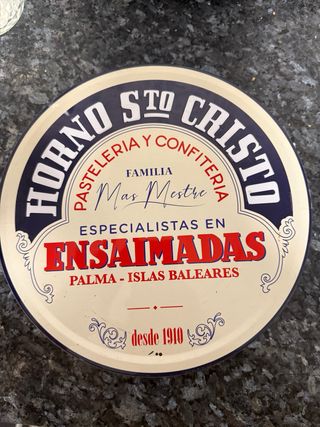 HORNO STO CRISTO
PASTELERIA Y CONFITERIA
FAMILIA
Mas Mestre
ESPECIALISTAS EN
ENSAIMADAS
PALMA - ISLAS BALEARES
desde 1910